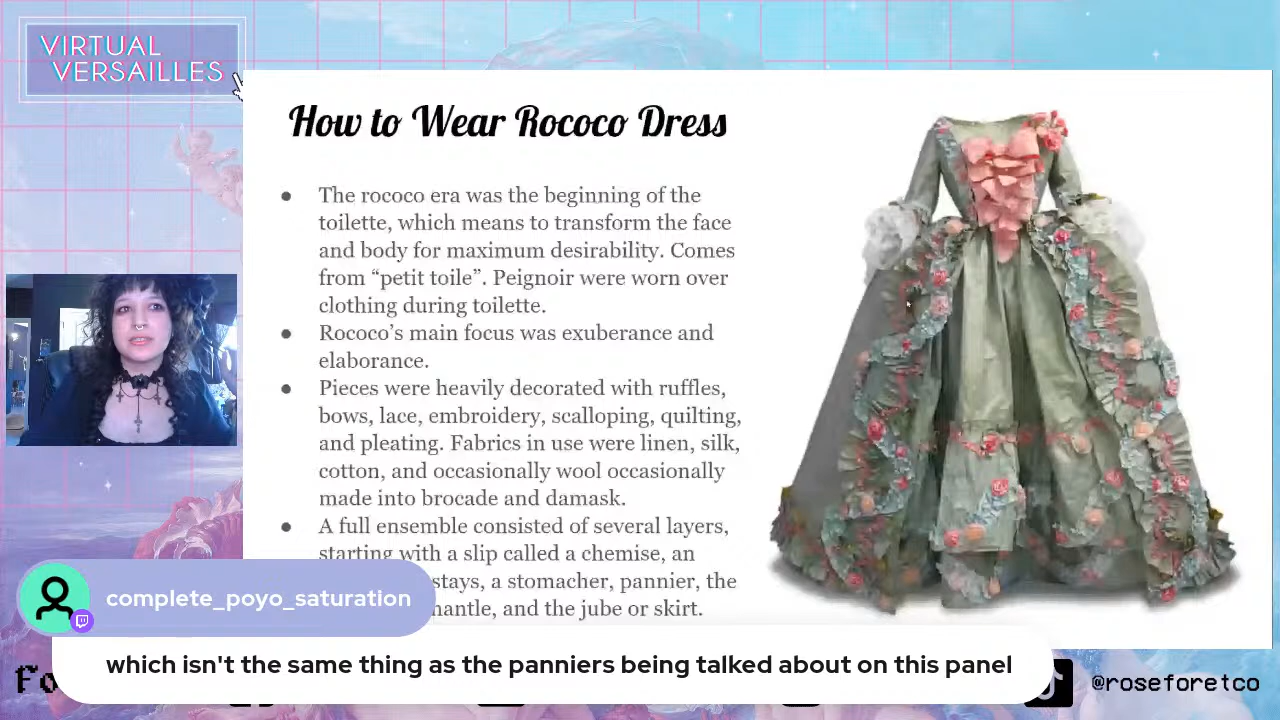 VIRTUAL
VERSAILLES
How to Wear Rococo Dress
● The rococo era was the beginning of the
toilette, which means to transform the face
and body for maximum desirability. Comes
from “petit toile”. Peignoir were worn over
clothing during toilette.
● Rococo’s main focus was exuberance and
elaborance.
● Pieces were heavily decorated with ruffles,
bows, lace, embroidery, scalloping, quilting,
and pleating. Fabrics in use were linen, silk,
cotton, and occasionally wool occasionally
made into brocade and damask.
● A full ensemble consisted of several layers,
starting with a slip called a chemise, an
stays, a stomacher, pannier, the
and the jube or skirt.
complete_poyo_saturation
which isn't the same thing as the panniers being talked about on this panel
Fo
@roseforetco